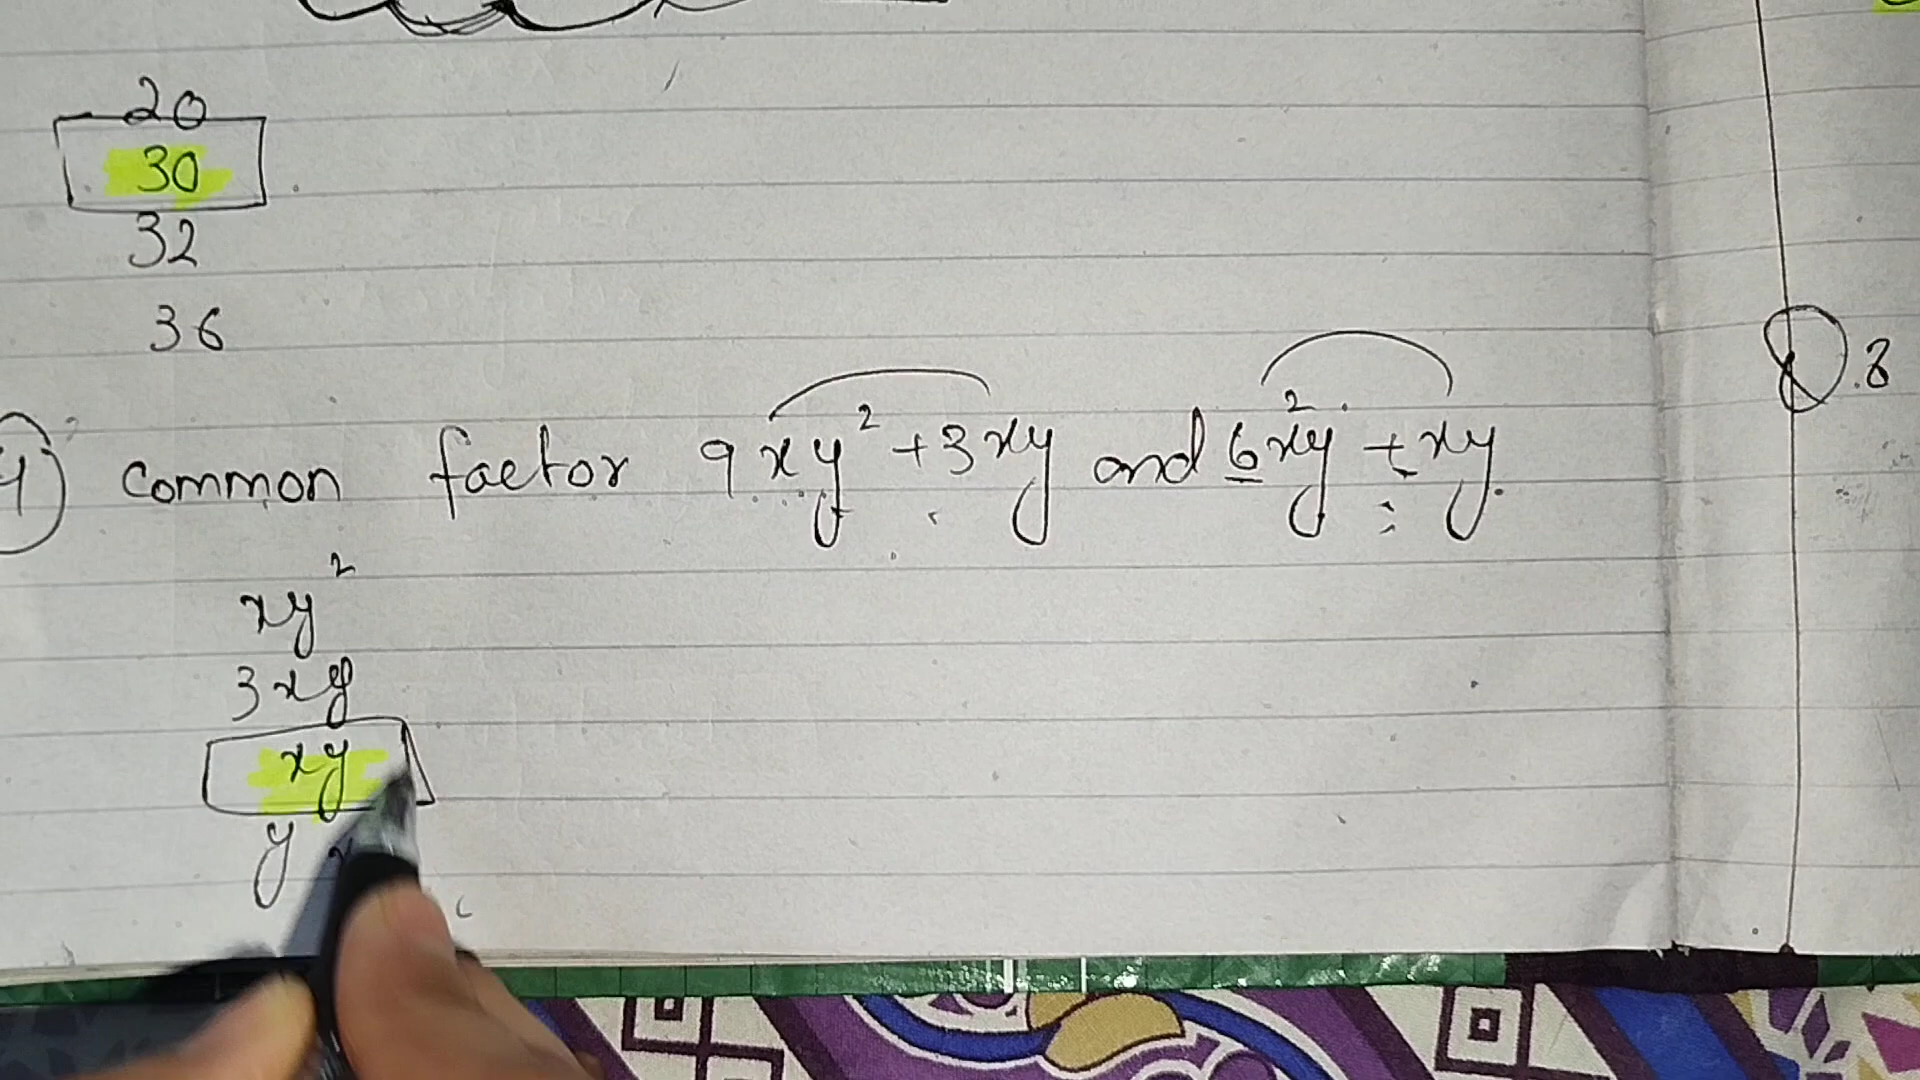 20
30
32
36
4) common factor 9xy² + 3xy and 6x²y + xy
xy²
3xy
xy
y
Q.8